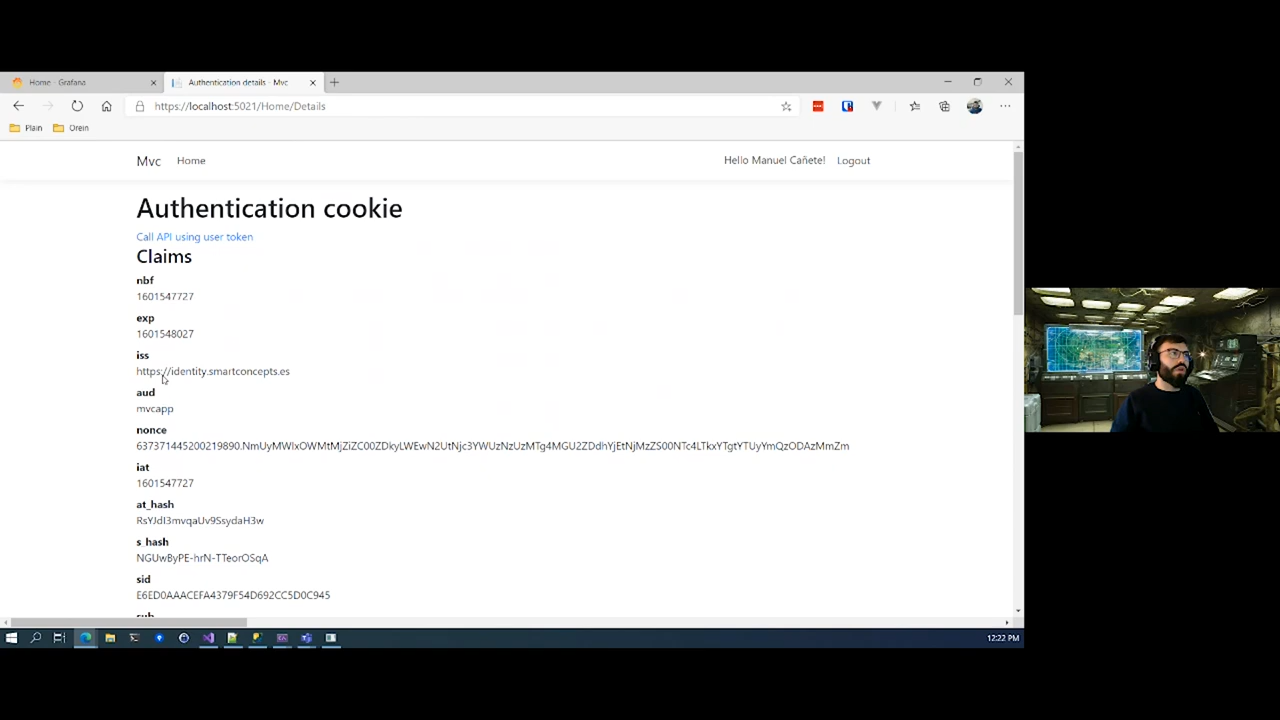 Home - Grafana
Authentication details - Mvc
https://localhost:5021/Home/Details
Plain
Orein
Mvc
Home
Hello Manuel Cañete!
Logout
Authentication cookie
Call API using user token
Claims
nbf
1601547727
exp
1601548027
iss
https://identity.smartconcepts.es
aud
mvcapp
nonce
637371445200219890.NmUyMWIxOWMtMjZiZC00ZDkyLWEwN2UtNjc3YWUzNzUzMTg4MGU2ZDdhYjEtNjMzZS00NTc4LTkxYTgtYTUyYmQzODAzMmZm
iat
1601547727
at_hash
RsYJdI3mvqaUv9SsydaH3w
s_hash
NGUwByPE-hrN-TTeorOSqA
sid
E6ED0AAACEFA4379F54D692CC5D0C945
sub
12:22 PM